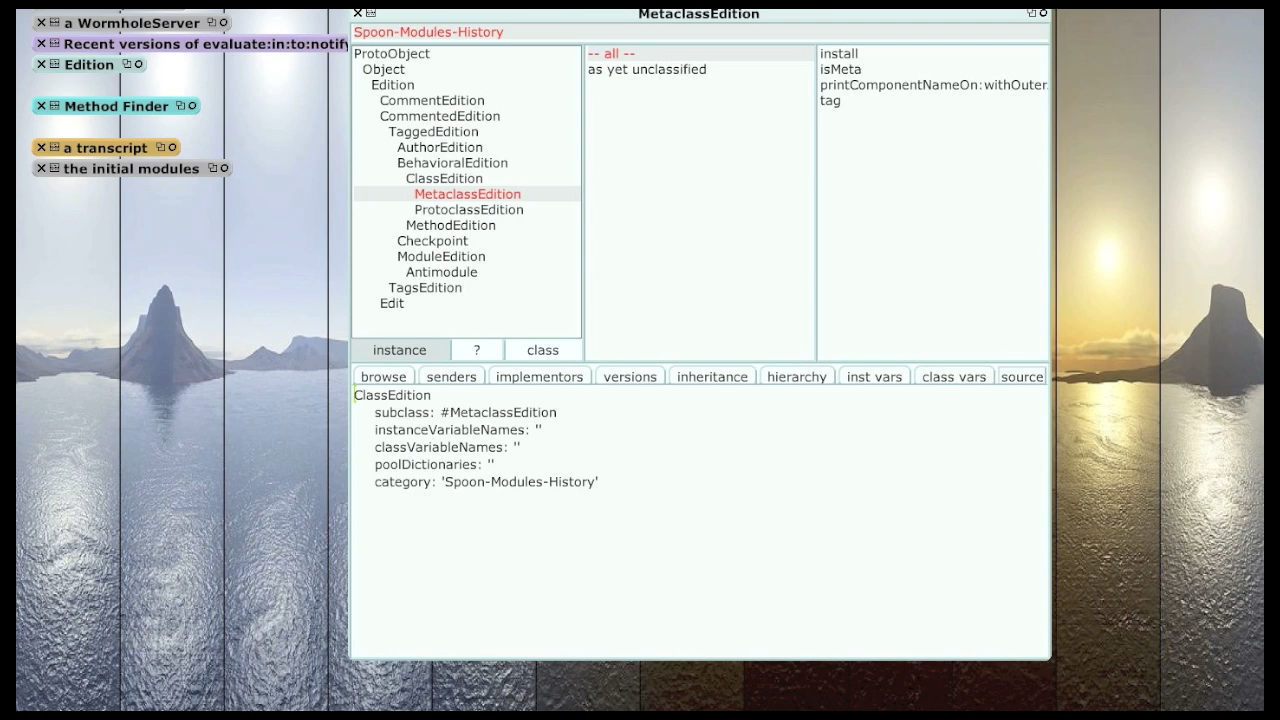 a WormholeServer
Recent versions of evaluate:in:to:notify
Edition
Method Finder
a transcript
the initial modules
MetaclassEdition
Spoon-Modules-History
ProtoObject
Object
Edition
CommentEdition
CommentedEdition
TaggedEdition
AuthorEdition
BehavioralEdition
ClassEdition
MetaclassEdition
ProtoclassEdition
MethodEdition
Checkpoint
ModuleEdition
Antimodule
TagsEdition
Edit
instance ? class
-- all --
as yet unclassified
install
isMeta
printComponentNameOn:withOuter
tag
browse senders implementors versions inheritance hierarchy inst vars class vars source
ClassEdition
subclass: #MetaclassEdition
instanceVariableNames: ''
classVariableNames: ''
poolDictionaries: ''
category: 'Spoon-Modules-History'